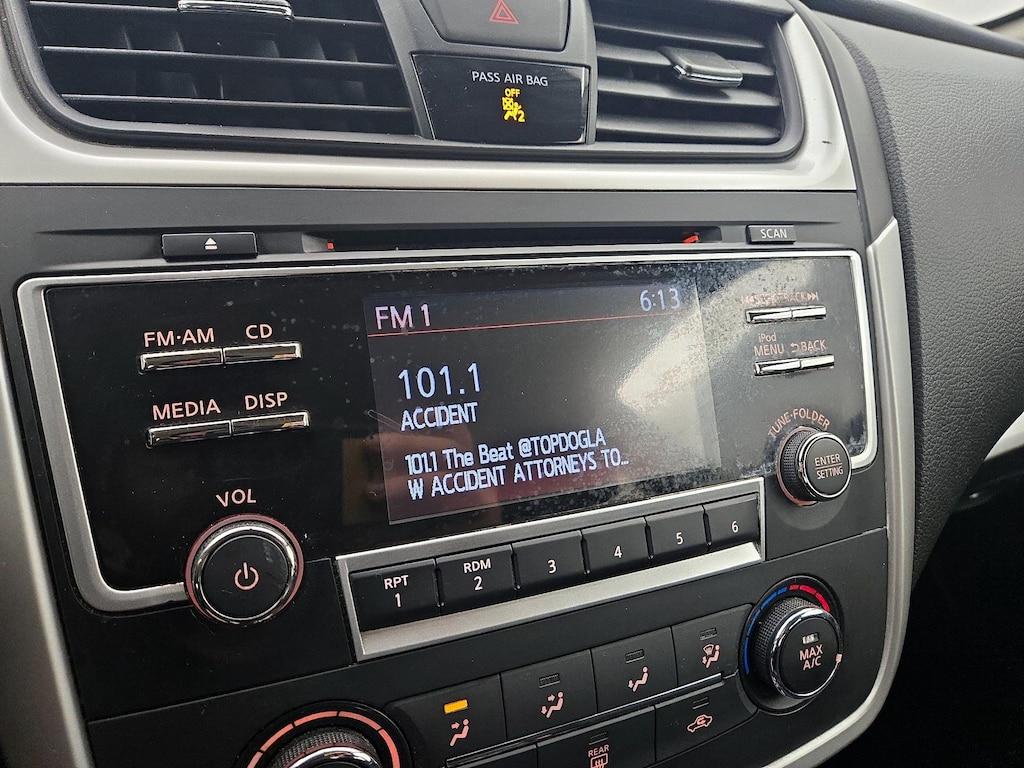 PASS AIR BAG
OFF
2
SCAN
FM·AM CD
MEDIA DISP
VOL
FM 1 6:13
101.1
ACCIDENT
101.1 The Beat @TOPDOGLA
W ACCIDENT ATTORNEYS TO...
TRACK
iPod
MENU BACK
TUNE·FOLDER
ENTER
SETTING
RPT
1
RDM
2
3
4
5
6
MAX
A/C
REAR